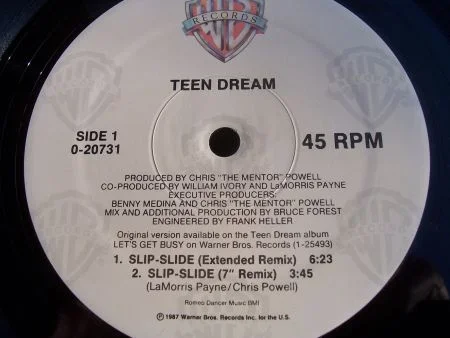 WB
RECORDS
TEEN DREAM
SIDE 1
0-20731
45 RPM
PRODUCED BY CHRIS "THE MENTOR" POWELL
CO-PRODUCED BY WILLIAM IVORY and LaMORRIS PAYNE
EXECUTIVE PRODUCERS:
BENNY MEDINA and CHRIS "THE MENTOR" POWELL
MIX AND ADDITIONAL PRODUCTION BY BRUCE FOREST
ENGINEERED BY FRANK HELLER
Original version available on the Teen Dream album
LET'S GET BUSY on Warner Bros. Records (1-25493)
1. SLIP-SLIDE (Extended Remix) 6:23
2. SLIP-SLIDE (7" Remix) 3:45
(LaMorris Payne/Chris Powell)
Romeo Dancer Music BMI
℗ © 1987 Warner Bros. Records Inc. for the U.S.